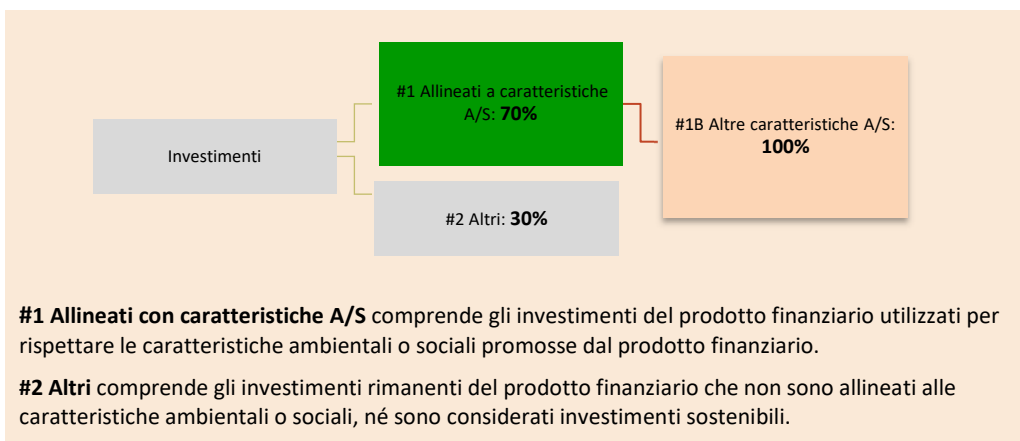 #1 Allineati a caratteristiche
A/S: 70%
#1B Altre caratteristiche A/S:
100%
Investimenti
#2 Altri: 30%
#1 Allineati con caratteristiche A/S comprende gli investimenti del prodotto finanziario utilizzati per
rispettare le caratteristiche ambientali o sociali promosse dal prodotto finanziario.
#2 Altri comprende gli investimenti rimanenti del prodotto finanziario che non sono allineati alle
caratteristiche ambientali o sociali, né sono considerati investimenti sostenibili.